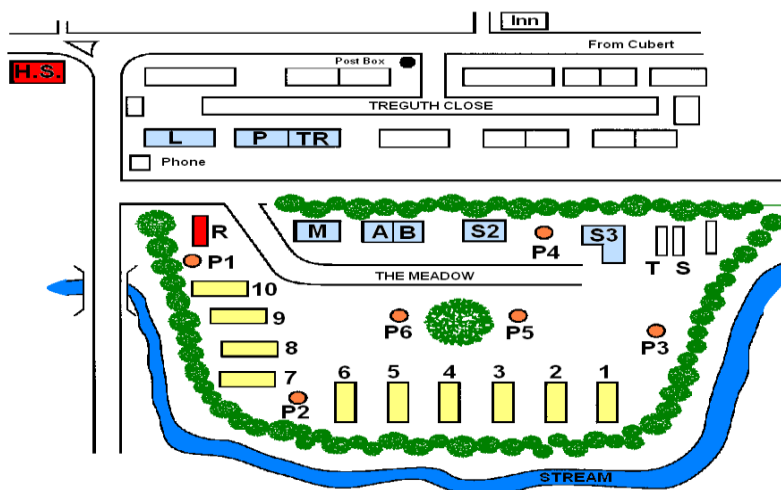 Inn
From Cubert
H.S.
Post Box
TREGUTH CLOSE
L
P
TR
Phone
R
M
A
B
S2
P4
S3
T
S
P1
THE MEADOW
10
9
P6
P5
P3
8
7
6
5
4
3
2
1
P2
STREAM